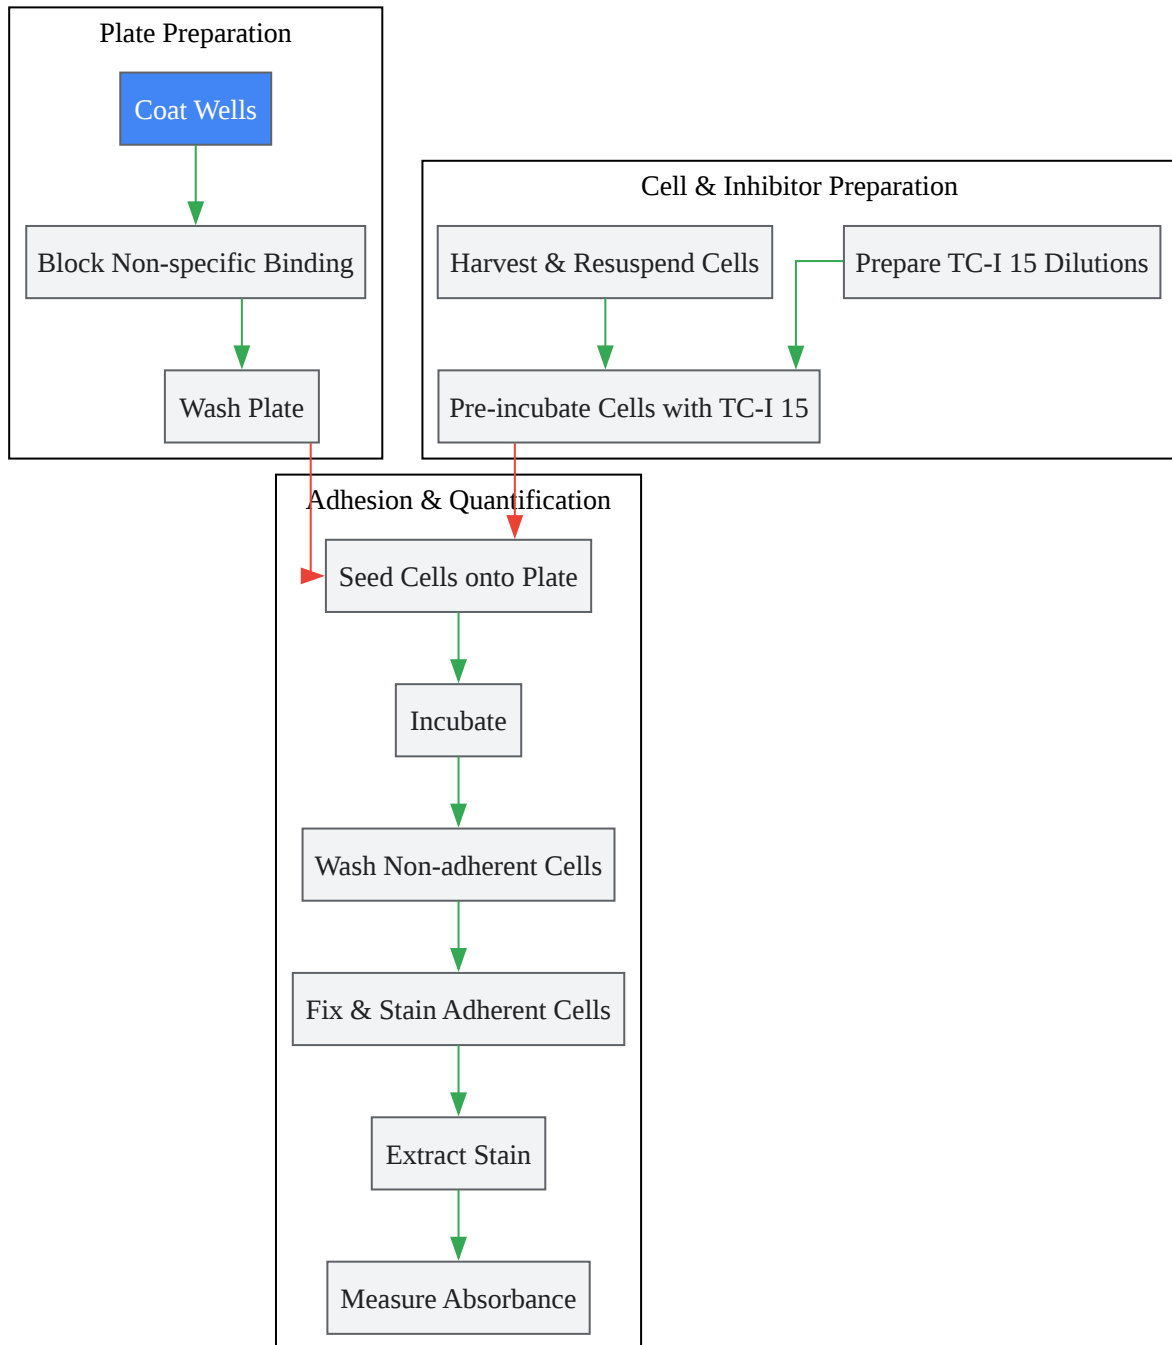 Plate Preparation
Coat Wells
Block Non-specific Binding
Wash Plate
Cell & Inhibitor Preparation
Harvest & Resuspend Cells
Prepare TC-I 15 Dilutions
Pre-incubate Cells with TC-I 15
Adhesion & Quantification
Seed Cells onto Plate
Incubate
Wash Non-adherent Cells
Fix & Stain Adherent Cells
Extract Stain
Measure Absorbance